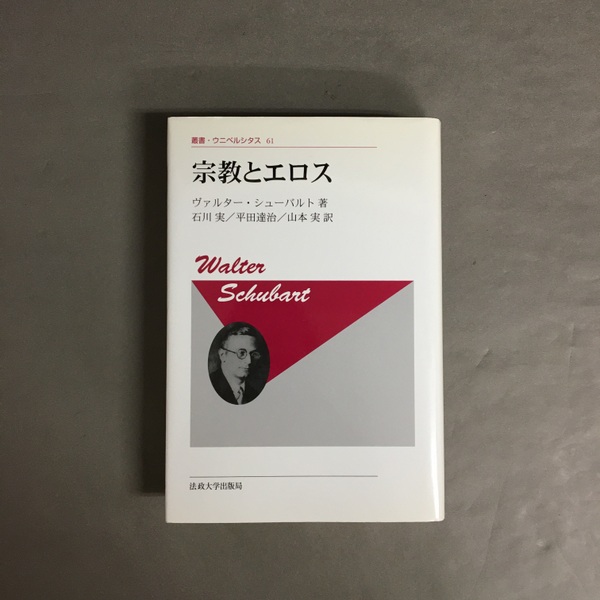 叢書・ウニベルシタス 61
宗教とエロス
ヴァルター・シューバルト 著
石川 実／平田達治／山本 実 訳
Walter
Schubart
法政大学出版局